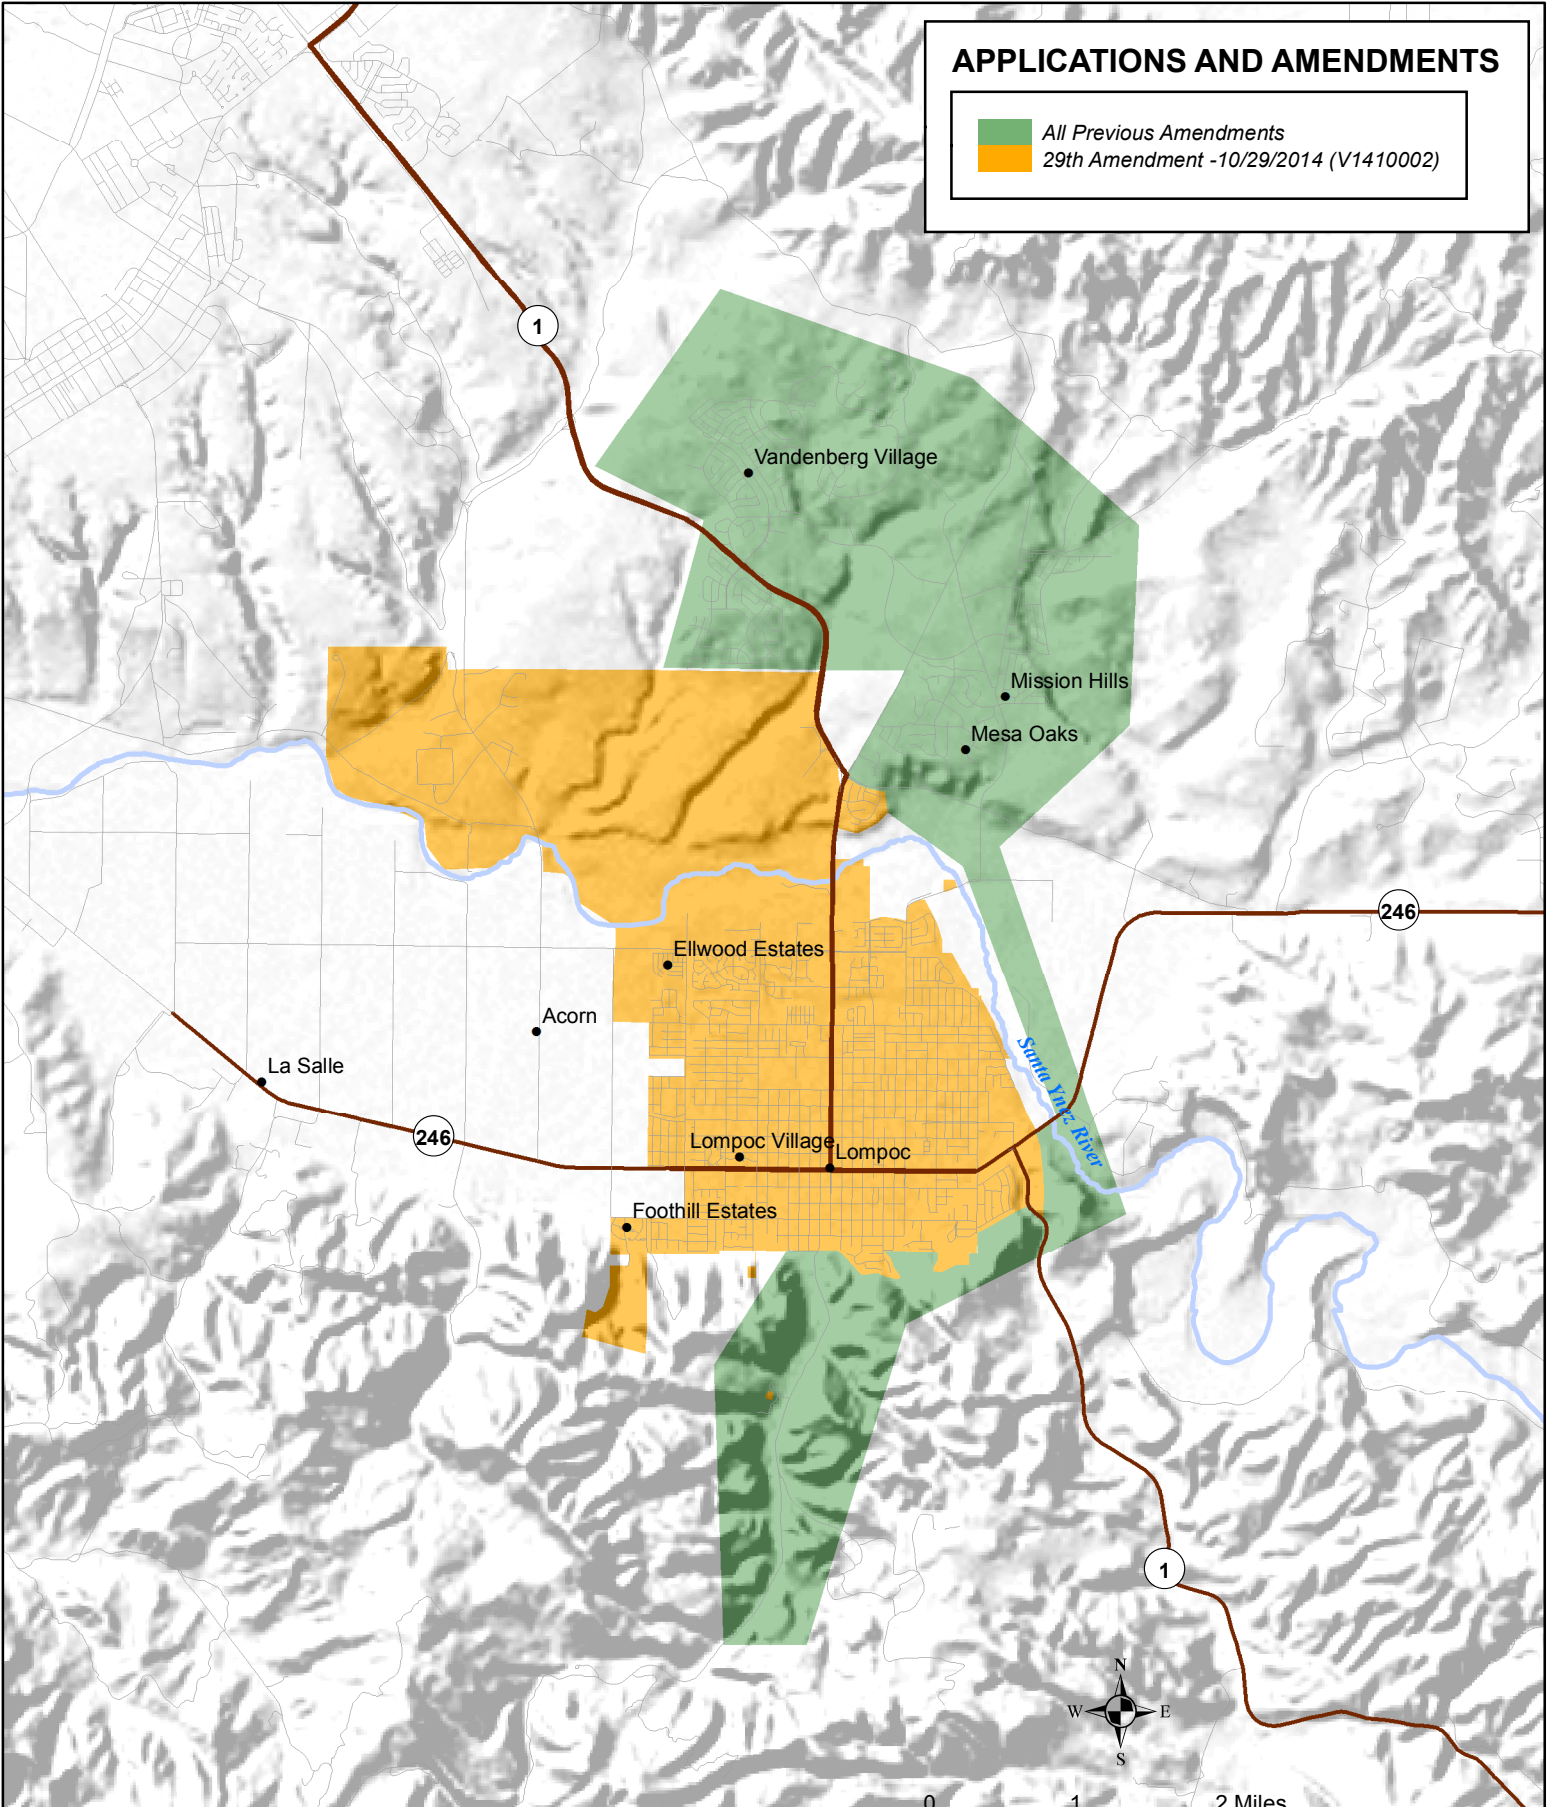 APPLICATIONS AND AMENDMENTS
All Previous Amendments
29th Amendment -10/29/2014 (V1410002)
1
Vandenberg Village
Mission Hills
Mesa Oaks
246
Ellwood Estates
Acorn
La Salle
Santa Ynez River
246
Lompoc Village
Lompoc
Foothill Estates
1
N
W
E
S
0
1
2 Miles